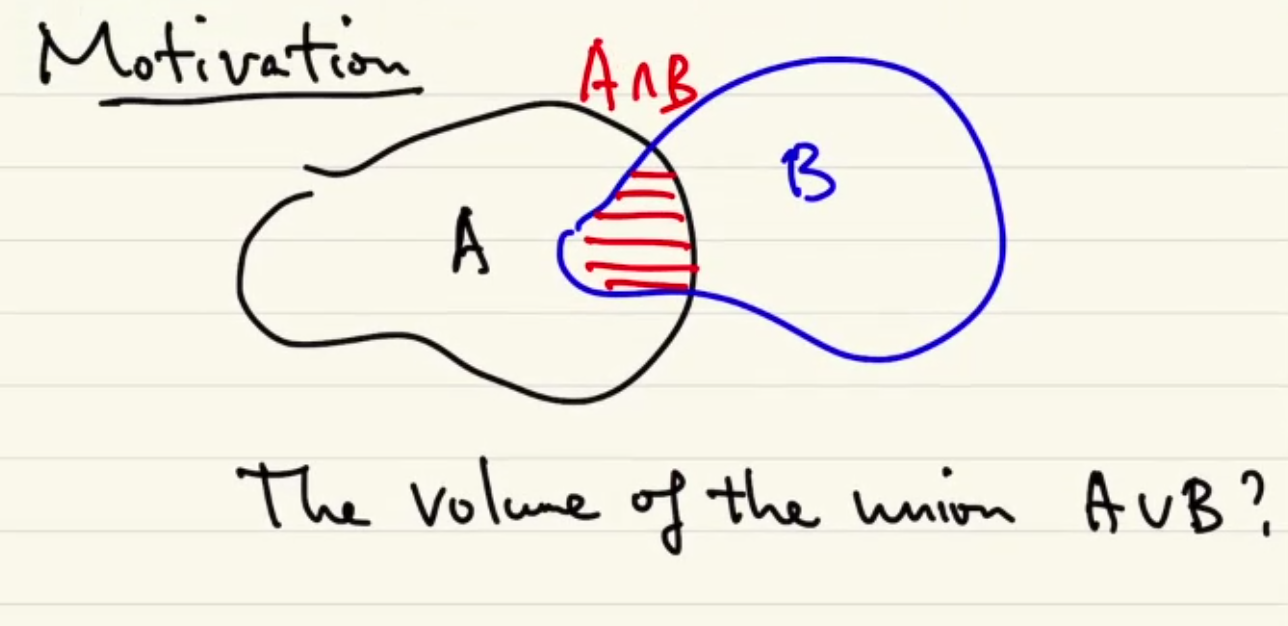 Motivation
A∩B
B
A
The volume of the union A∪B?